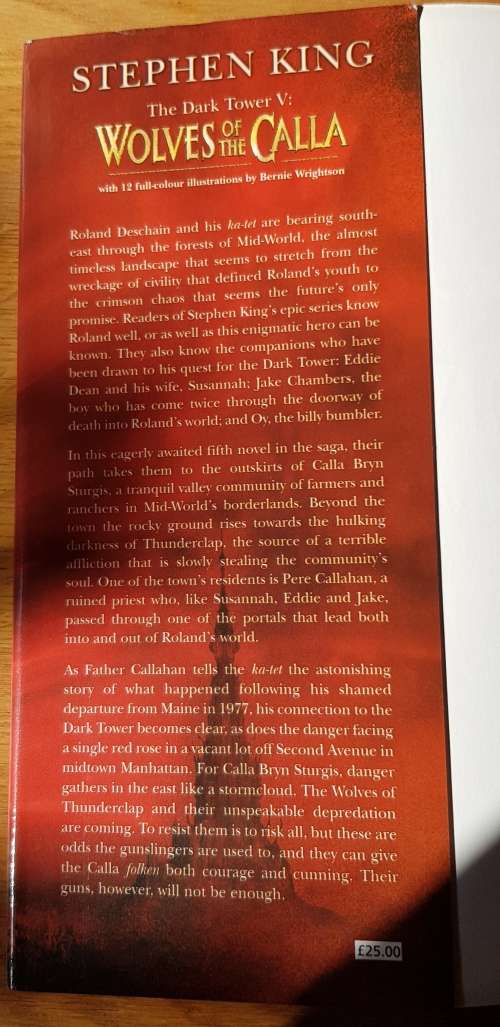 STEPHEN KING
The Dark Tower V:
WOLVES OF THE CALLA
with 12 full-colour illustrations by Bernie Wrightson
Roland Deschain and his ka-tet are bearing south-
east through the forests of Mid-World, the almost
timeless landscape that seems to stretch from the
wreckage of civility that defined Roland's youth to
the crimson chaos that seems the future's only
promise. Readers of Stephen King's epic series know
Roland well, or as well as this enigmatic hero can be
known. They also know the companions who have
been drawn to his quest for the Dark Tower: Eddie
Dean and his wife, Susannah; Jake Chambers, the
boy who has come twice through the doorway of
death into Roland's world; and Oy, the billy bumbler.
In this eagerly awaited fifth novel in the saga, their
path takes them to the outskirts of Calla Bryn
Sturgis, a tranquil valley community of farmers and
ranchers in Mid-World's borderlands. Beyond the
town the rocky ground rises towards the hulking
darkness of Thunderclap, the source of a terrible
affliction that is slowly stealing the community's
soul. One of the town's residents is Pere Callahan, a
ruined priest who, like Susannah, Eddie and Jake,
passed through one of the portals that lead both
into and out of Roland's world.
As Father Callahan tells the ka-tet the astonishing
story of what happened following his shamed
departure from Maine in 1977, his connection to the
Dark Tower becomes clear, as does the danger facing
a single red rose in a vacant lot off Second Avenue in
midtown Manhattan. For Calla Bryn Sturgis, danger
gathers in the east like a stormcloud. The Wolves of
Thunderclap and their unspeakable depredation
are coming. To resist them is to risk all, but these are
odds the gunslingers are used to, and they can give
the Calla folken both courage and cunning. Their
guns, however, will not be enough.
£25.00